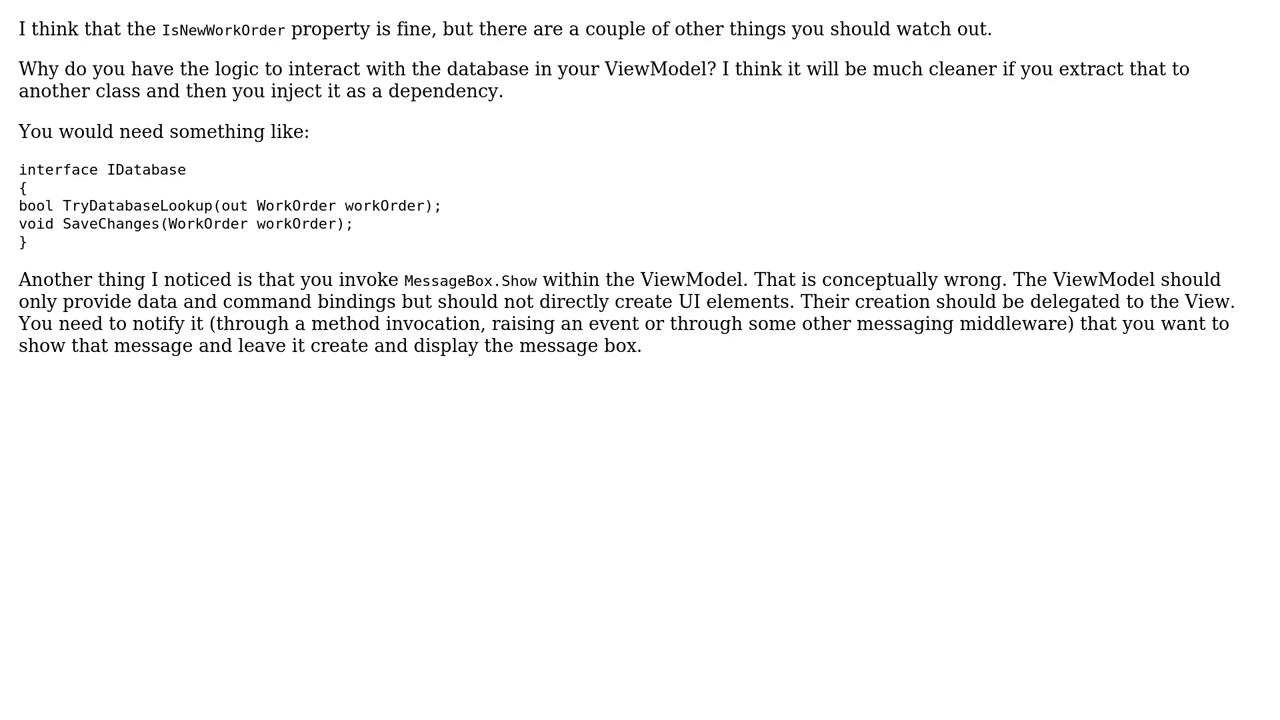 I think that the IsNewWorkOrder property is fine, but there are a couple of other things you should watch out.
Why do you have the logic to interact with the database in your ViewModel? I think it will be much cleaner if you extract that to
another class and then you inject it as a dependency.
You would need something like:
interface IDatabase
{
bool TryDatabaseLookup(out WorkOrder workOrder);
void SaveChanges(WorkOrder workOrder);
}
Another thing I noticed is that you invoke MessageBox.Show within the ViewModel. That is conceptually wrong. The ViewModel should
only provide data and command bindings but should not directly create UI elements. Their creation should be delegated to the View.
You need to notify it (through a method invocation, raising an event or through some other messaging middleware) that you want to
show that message and leave it create and display the message box.